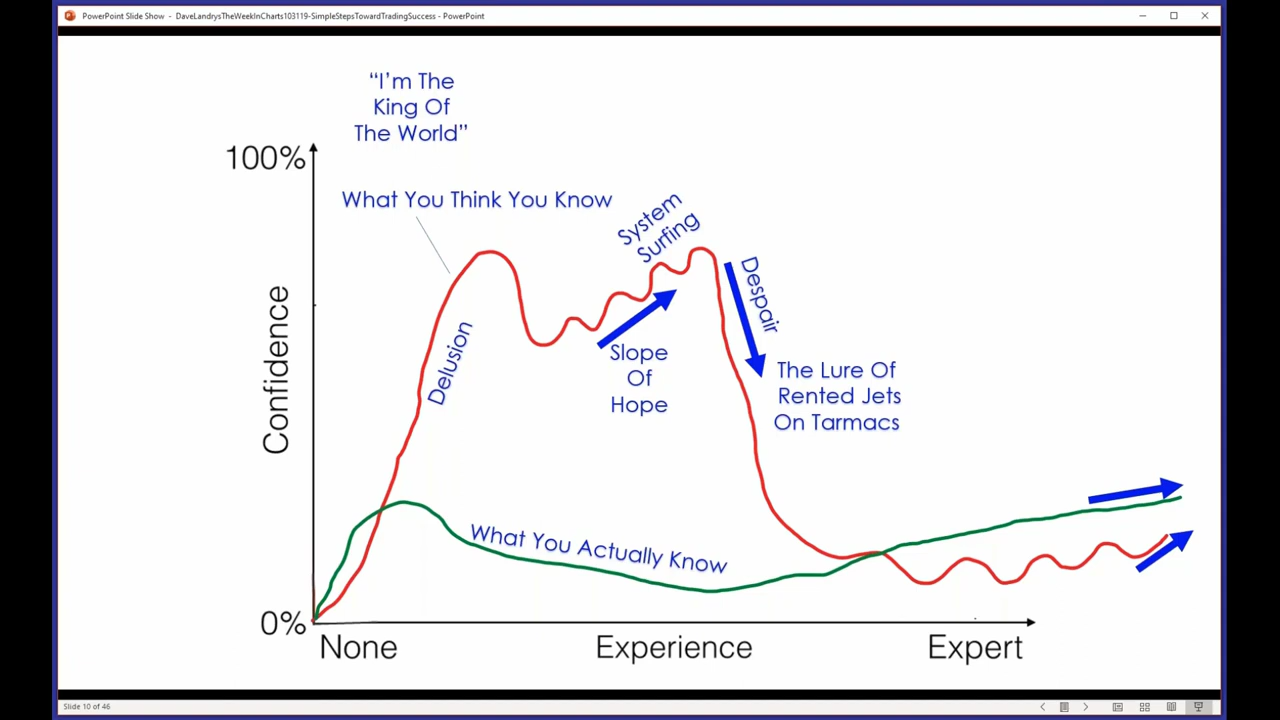 PowerPoint Slide Show - DaveLandrysTheWeekInCharts103119-SimpleStepsTowardTradingSuccess - PowerPoint
“I’m The
King Of
The World”
100%
What You Think You Know
System
Surfing
Despair
Confidence
Delusion
Slope
Of
Hope
The Lure Of
Rented Jets
On Tarmacs
What You Actually Know
0%
None
Experience
Expert
Slide 10 of 46